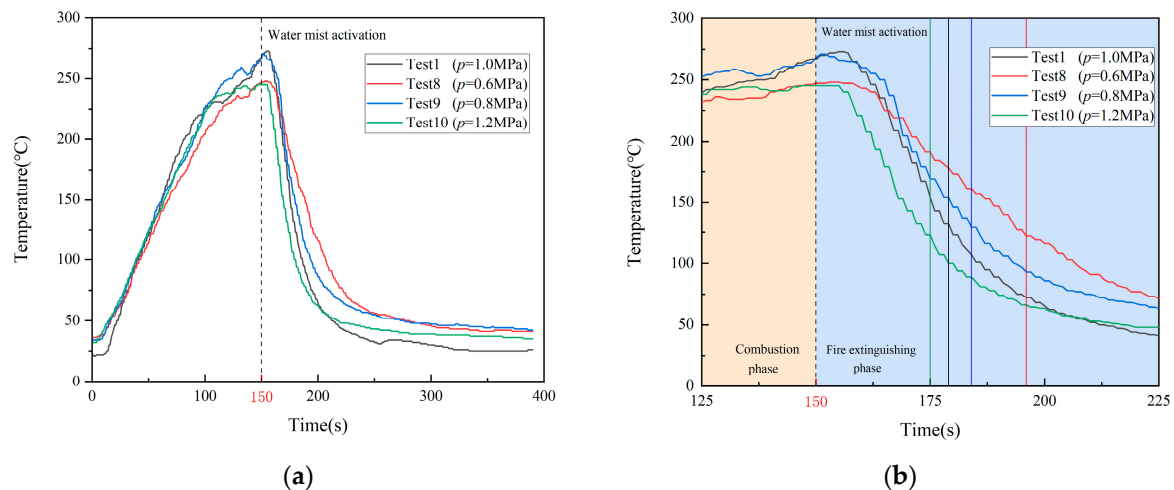 Water mist activation
Test1 (p=1.0MPa)
Test8 (p=0.6MPa)
Test9 (p=0.8MPa)
Test10 (p=1.2MPa)
Temperature(℃)
300
250
200
150
100
50
0
0 100 150 200 300 400
Time(s)
(a)
Water mist activation
Test1 (p=1.0MPa)
Test8 (p=0.6MPa)
Test9 (p=0.8MPa)
Test10 (p=1.2MPa)
Temperature(℃)
300
250
200
150
100
50
0
Combustion
phase
Fire extinguishing
phase
125 150 175 200 225
Time(s)
(b)